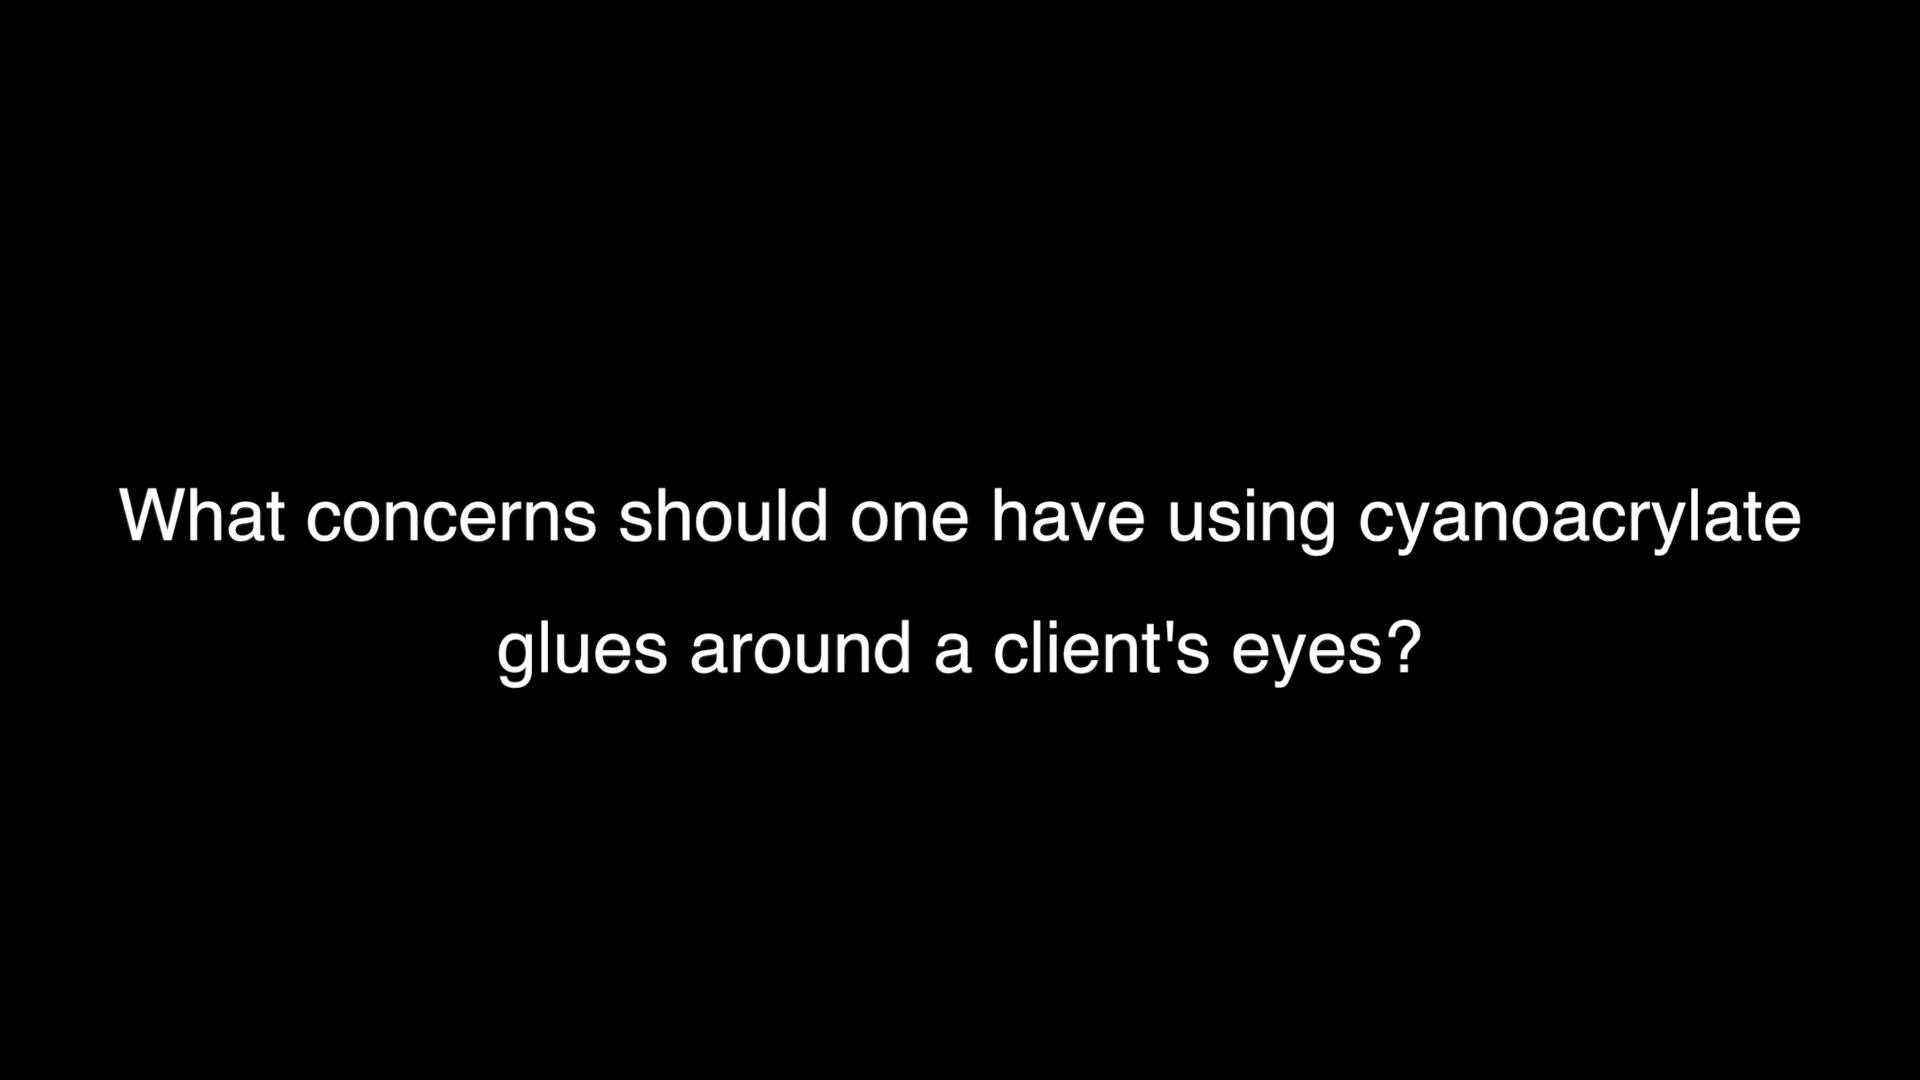 What concerns should one have using cyanoacrylate
glues around a client's eyes?